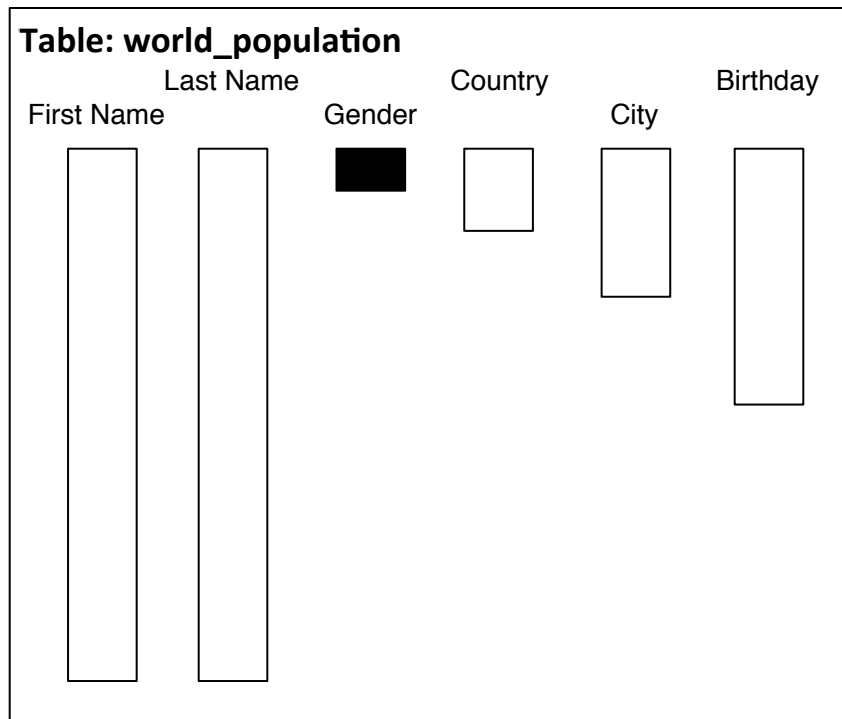 Table: world_population
Last Name Country Birthday
First Name Gender City